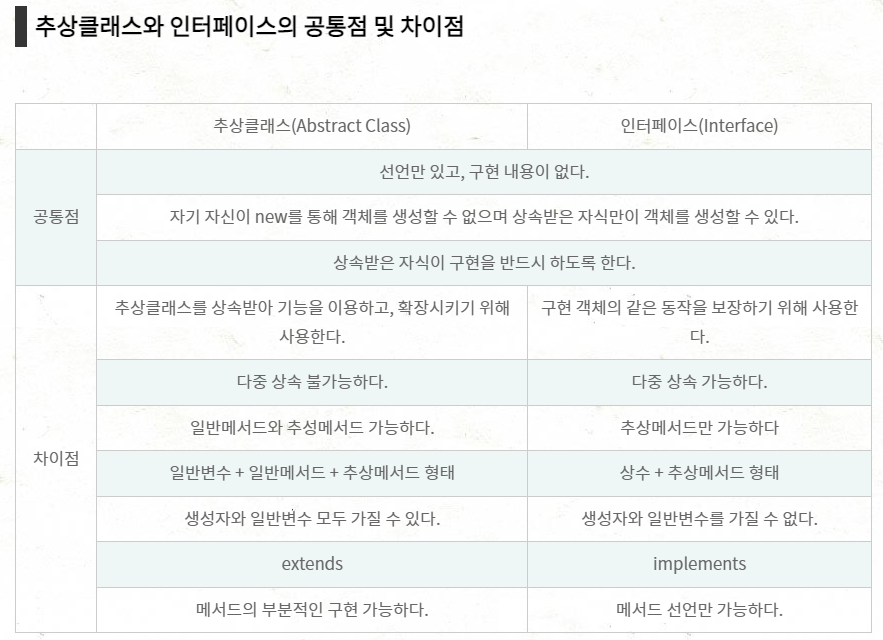 추상클래스와 인터페이스의 공통점 및 차이점
추상클래스(Abstract Class) 인터페이스(Interface)
공통점
선언만 있고, 구현 내용이 없다.
자기 자신이 new를 통해 객체를 생성할 수 없으며 상속받은 자식만이 객체를 생성할 수 있다.
상속받은 자식이 구현을 반드시 하도록 한다.
차이점
추상클래스를 상속받아 기능을 이용하고, 확장시키기 위해
사용한다.
구현 객체의 같은 동작을 보장하기 위해 사용한
다.
다중 상속 불가능하다. 다중 상속 가능하다.
일반메서드와 추성메서드 가능하다. 추상메서드만 가능하다
일반변수 + 일반메서드 + 추상메서드 형태 상수 + 추상메서드 형태
생성자와 일반변수 모두 가질 수 있다. 생성자와 일반변수를 가질 수 없다.
extends implements
메서드의 부분적인 구현 가능하다. 메서드 선언만 가능하다.